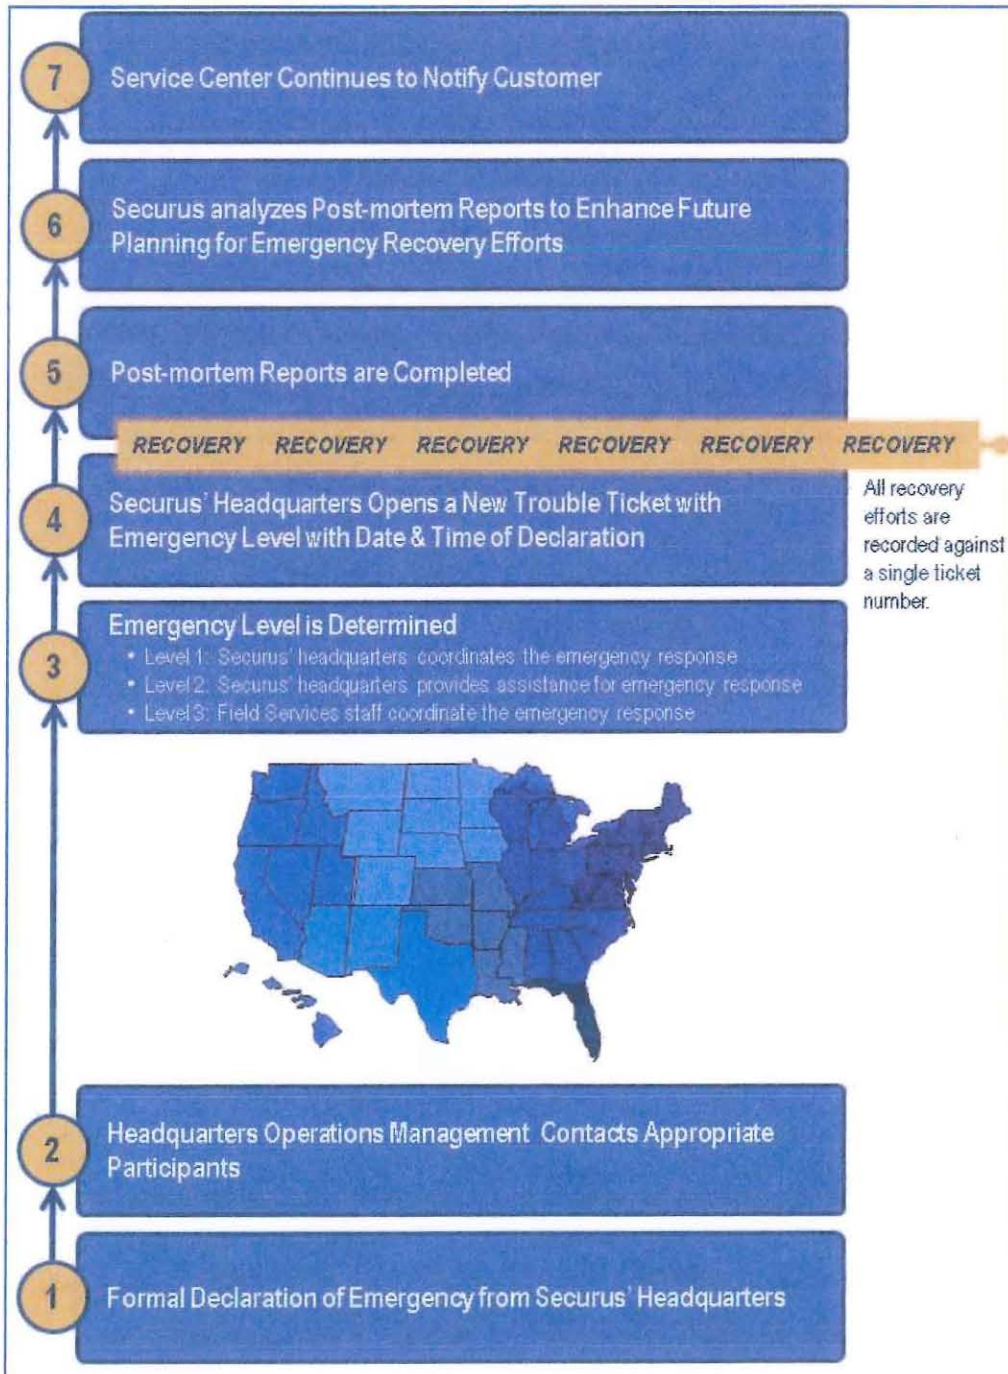 7
Service Center Continues to Notify Customer
6
Securus analyzes Post-mortem Reports to Enhance Future
Planning for Emergency Recovery Efforts
5
Post-mortem Reports are Completed
RECOVERY RECOVERY RECOVERY RECOVERY RECOVERY RECOVERY
4
Securus' Headquarters Opens a New Trouble Ticket with
Emergency Level with Date & Time of Declaration
All recovery
efforts are
recorded against
a single ticket
number.
3
Emergency Level is Determined
• Level 1: Securus' headquarters coordinates the emergency response
• Level 2: Securus' headquarters provides assistance for emergency response
• Level 3: Field Services staff coordinate the emergency response
2
Headquarters Operations Management Contacts Appropriate
Participants
1
Formal Declaration of Emergency from Securus' Headquarters